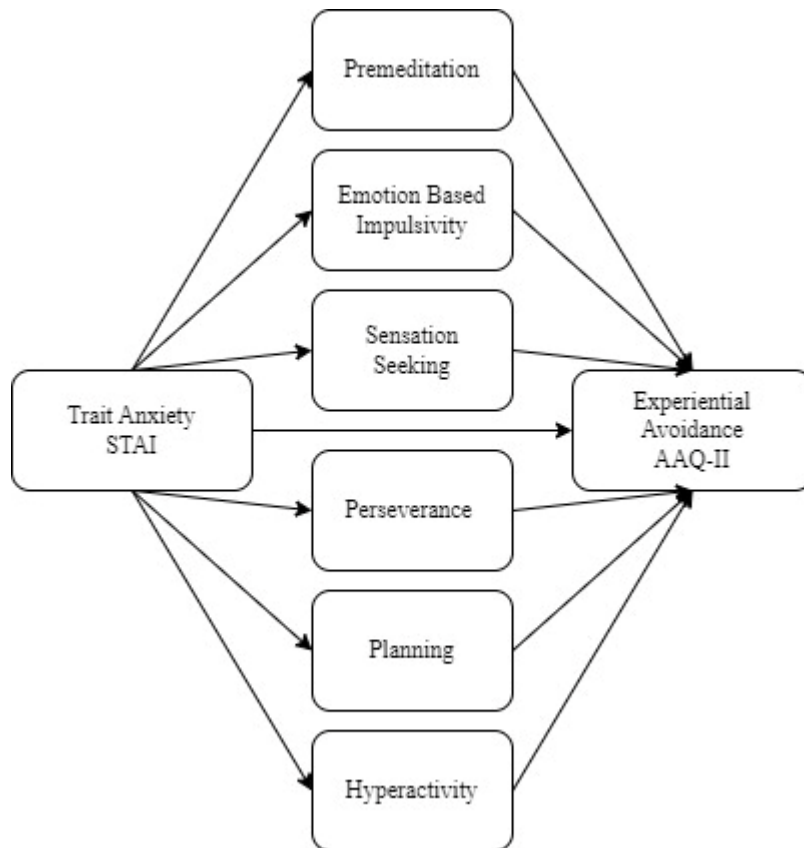 Premeditation
Emotion Based
Impulsivity
Sensation
Seeking
Trait Anxiety
STAI
Experiential
Avoidance
AAQ-II
Perseverance
Planning
Hyperactivity